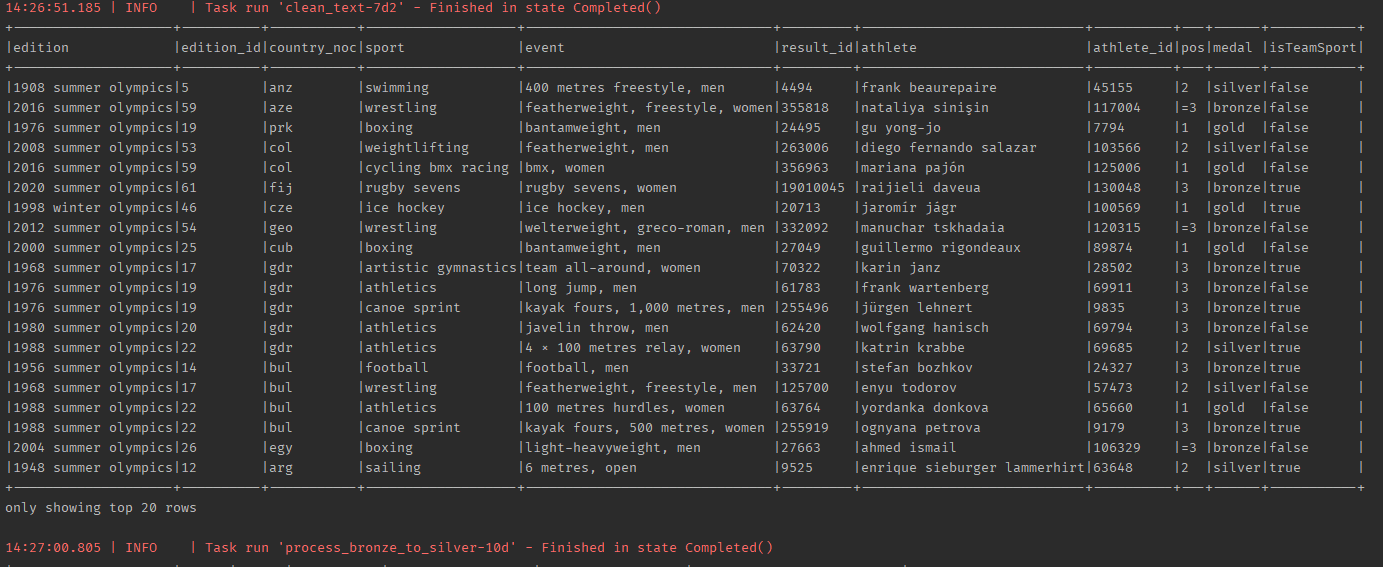 14:26:51.185 | INFO    | Task run 'clean_text-7d2' - Finished in state Completed()
+--------------------+----------+-----------+-------------------+-------------------------------+---------+----------------------------+----------+---+------+-----------+
|edition             |edition_id|country_noc|sport              |event                          |result_id|athlete                     |athlete_id|pos|medal |isTeamSport|
+--------------------+----------+-----------+-------------------+-------------------------------+---------+----------------------------+----------+---+------+-----------+
|1908 summer olympics|5         |anz        |swimming           |400 metres freestyle, men      |4494     |frank beaurepaire           |45155     |2  |silver|false      |
|2016 summer olympics|59        |aze        |wrestling          |featherweight, freestyle, women|355818   |nataliya sinişin            |117004    |=3 |bronze|false      |
|1976 summer olympics|19        |prk        |boxing             |bantamweight, men              |24495    |gu yong-jo                  |7794      |1  |gold  |false      |
|2008 summer olympics|53        |col        |weightlifting      |featherweight, men             |263006   |diego fernando salazar      |103566    |2  |silver|false      |
|2016 summer olympics|59        |col        |cycling bmx racing |bmx, women                     |356963   |mariana pajón               |125006    |1  |gold  |false      |
|2020 summer olympics|61        |fij        |rugby sevens       |rugby sevens, women            |19010045 |raijieli daveua             |130048    |3  |bronze|true       |
|1998 winter olympics|46        |cze        |ice hockey         |ice hockey, men                |20713    |jaromír jágr                |100569    |1  |gold  |true       |
|2012 summer olympics|54        |geo        |wrestling          |welterweight, greco-roman, men |332092   |manuchar tskhadaia          |120315    |=3 |bronze|false      |
|2000 summer olympics|25        |cub        |boxing             |bantamweight, men              |27049    |guillermo rigondeaux        |89874     |1  |gold  |false      |
|1968 summer olympics|17        |gdr        |artistic gymnastics|team all-around, women         |70322    |karin janz                  |28502     |3  |bronze|true       |
|1976 summer olympics|19        |gdr        |athletics          |long jump, men                 |61783    |frank wartenberg            |69911     |3  |bronze|false      |
|1976 summer olympics|19        |gdr        |canoe sprint       |kayak fours, 1,000 metres, men |255496   |jürgen lehnert              |9835      |3  |bronze|true       |
|1980 summer olympics|20        |gdr        |athletics          |javelin throw, men             |62420    |wolfgang hanisch            |69794     |3  |bronze|false      |
|1988 summer olympics|22        |gdr        |athletics          |4 × 100 metres relay, women    |63790    |katrin krabbe               |69685     |2  |silver|true       |
|1956 summer olympics|14        |bul        |football           |football, men                  |33721    |stefan bozhkov              |24327     |3  |bronze|true       |
|1968 summer olympics|17        |bul        |wrestling          |featherweight, freestyle, men  |125700   |enyu todorov                |57473     |2  |silver|false      |
|1988 summer olympics|22        |bul        |athletics          |100 metres hurdles, women      |63764    |yordanka donkova            |65660     |1  |gold  |false      |
|1988 summer olympics|22        |bul        |canoe sprint       |kayak fours, 500 metres, women |255919   |ognyana petrova             |9179      |3  |bronze|true       |
|2004 summer olympics|26        |egy        |boxing             |light-heavyweight, men         |27663    |ahmed ismail                |106329    |=3 |bronze|false      |
|1948 summer olympics|12        |arg        |sailing            |6 metres, open                 |9525     |enrique sieburger lammerhirt|63648     |2  |silver|true       |
+--------------------+----------+-----------+-------------------+-------------------------------+---------+----------------------------+----------+---+------+-----------+
only showing top 20 rows
14:27:00.805 | INFO    | Task run 'process_bronze_to_silver-10d' - Finished in state Completed()